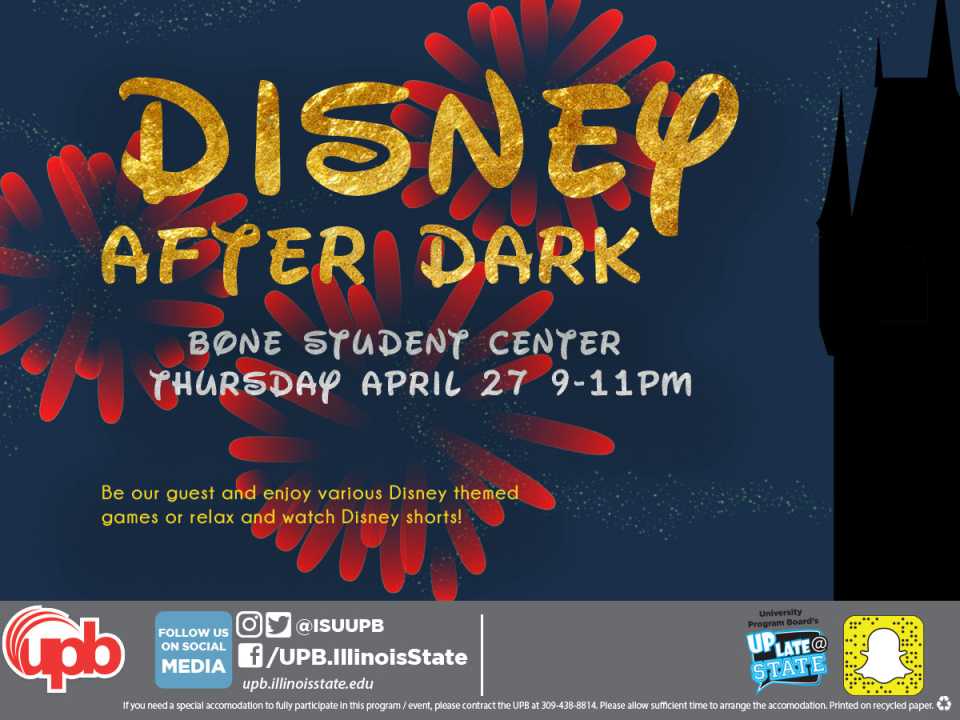 DISNEY
AFTER DARK
BONE STUDENT CENTER
THURSDAY APRIL 27 9-11PM
Be our guest and enjoy various Disney themed
games or relax and watch Disney shorts!
upb
FOLLOW US
ON SOCIAL
MEDIA
@ISUUPB
/UPB.IllinoisState
upb.illinoisstate.edu
University
Program Board's
UP LATE @
STATE
If you need a special accomodation to fully participate in this program / event, please contact the UPB at 309-438-8814. Please allow sufficient time to arrange the accomodation. Printed on recycled paper.